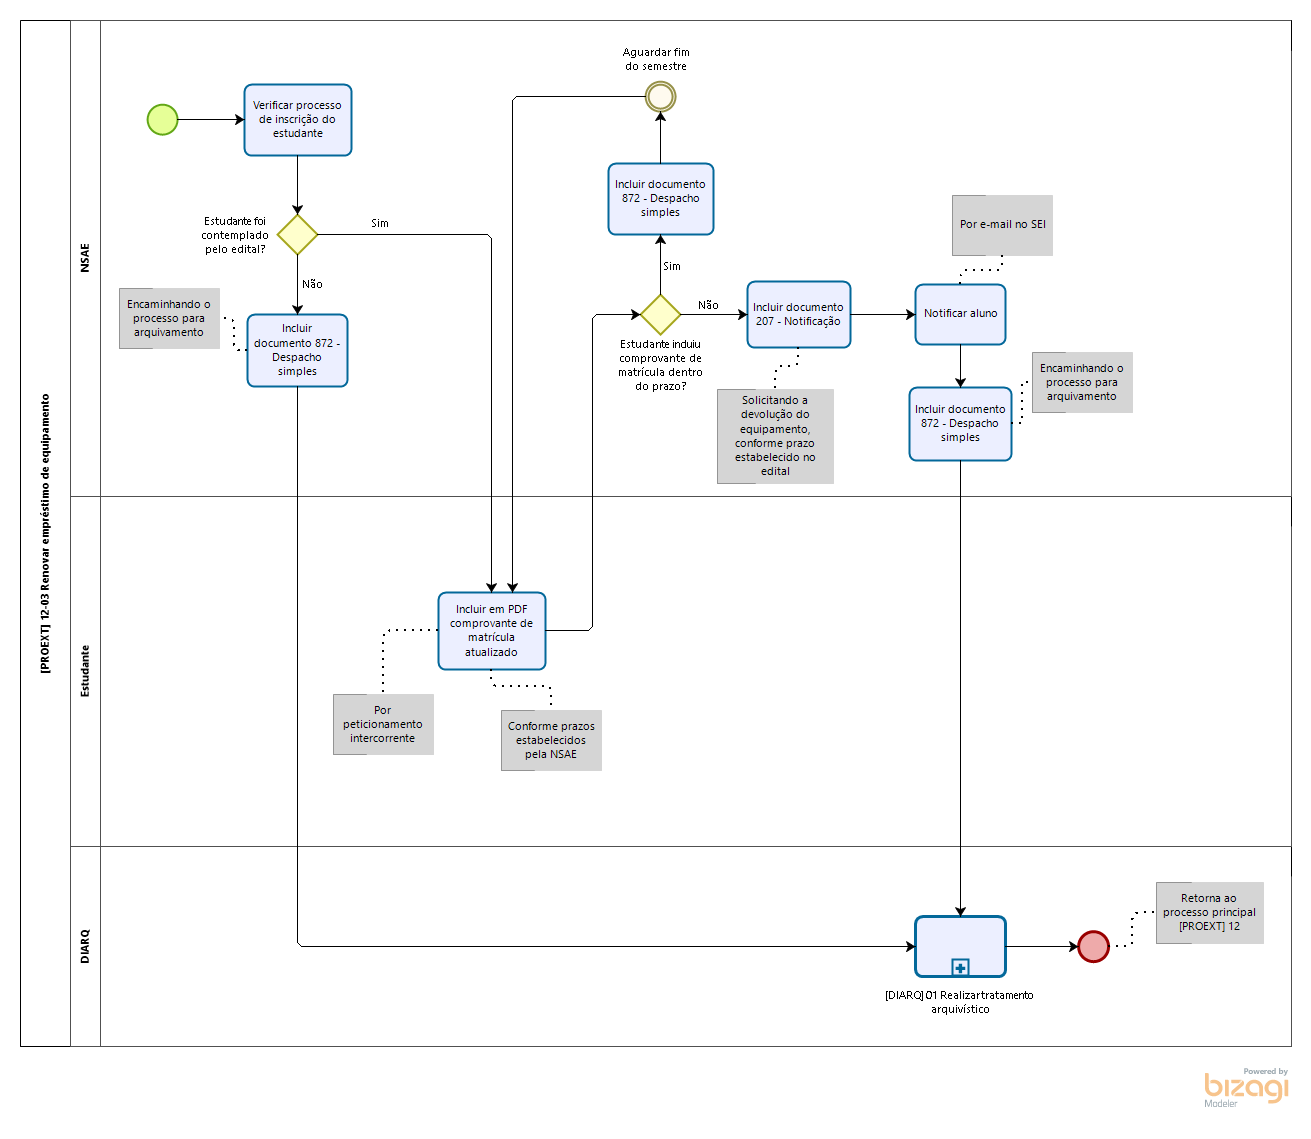 [PROEXT] 12-03 Renovar empréstimo de equipamento
NSAE
Verificar processo
de inscrição do
estudante
Estudante foi
contemplado
pelo edital?
Sim
Não
Encaminhando o
processo para
arquivamento
Incluir
documento 872 -
Despacho
simples
Aguardar fim
do semestre
Incluir documento
872 - Despacho
simples
Sim
Não
Estudante incluiu
comprovante de
matrícula dentro
do prazo?
Incluir documento
207 - Notificação
Solicitando a
devolução do
equipamento,
conforme prazo
estabelecido no
edital
Por e-mail no SEI
Notificar aluno
Encaminhando o
processo para
arquivamento
Incluir documento
872 - Despacho
simples
Estudante
Incluir em PDF
comprovante de
matrícula
atualizado
Por
peticionamento
intercorrente
Conforme prazos
estabelecidos
pela NSAE
DIARQ
[DIARQ] 01 Realizar tratamento
arquivístico
Retorna ao
processo principal
[PROEXT] 12
Powered by
bizagi
Modeler